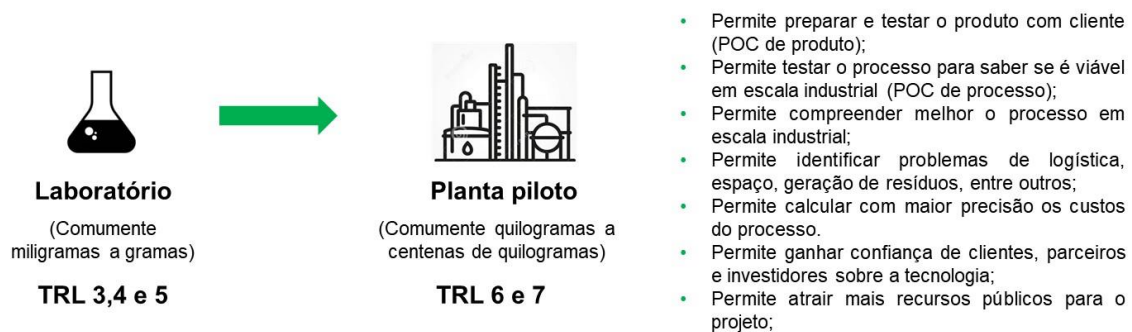 Laboratório
(Comumente
miligramas a gramas)
TRL 3,4 e 5
Planta piloto
(Comumente quilogramas a
centenas de quilogramas)
TRL 6 e 7
• Permite preparar e testar o produto com cliente
(POC de produto);
• Permite testar o processo para saber se é viável
em escala industrial (POC de processo);
• Permite compreender melhor o processo em
escala industrial;
• Permite identificar problemas de logística,
espaço, geração de resíduos, entre outros;
• Permite calcular com maior precisão os custos
do processo.
• Permite ganhar confiança de clientes, parceiros
e investidores sobre a tecnologia;
• Permite atrair mais recursos públicos para o
projeto;